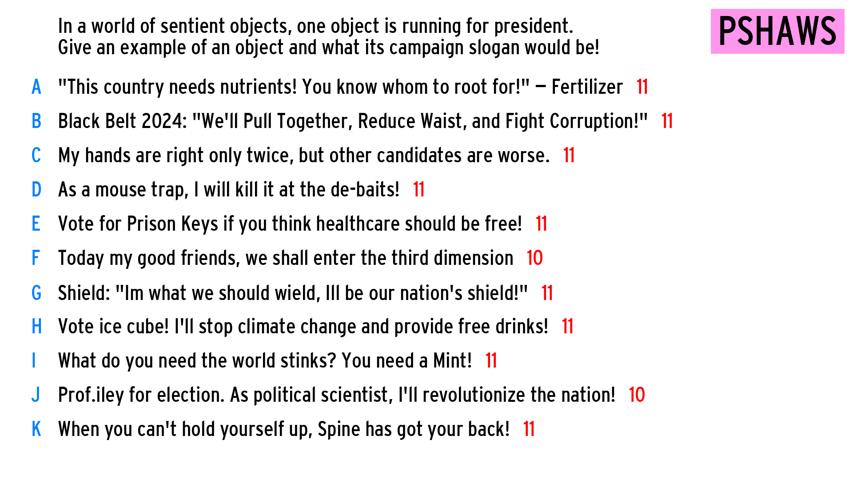 In a world of sentient objects, one object is running for president.
Give an example of an object and what its campaign slogan would be!
PSHAWS
A "This country needs nutrients! You know whom to root for!" – Fertilizer 11
B Black Belt 2024: "We'll Pull Together, Reduce Waist, and Fight Corruption!" 11
C My hands are right only twice, but other candidates are worse. 11
D As a mouse trap, I will kill it at the de-baits! 11
E Vote for Prison Keys if you think healthcare should be free! 11
F Today my good friends, we shall enter the third dimension 10
G Shield: "Im what we should wield, Ill be our nation's shield!" 11
H Vote ice cube! I'll stop climate change and provide free drinks! 11
I What do you need the world stinks? You need a Mint! 11
J Prof.iley for election. As political scientist, I'll revolutionize the nation! 10
K When you can't hold yourself up, Spine has got your back! 11